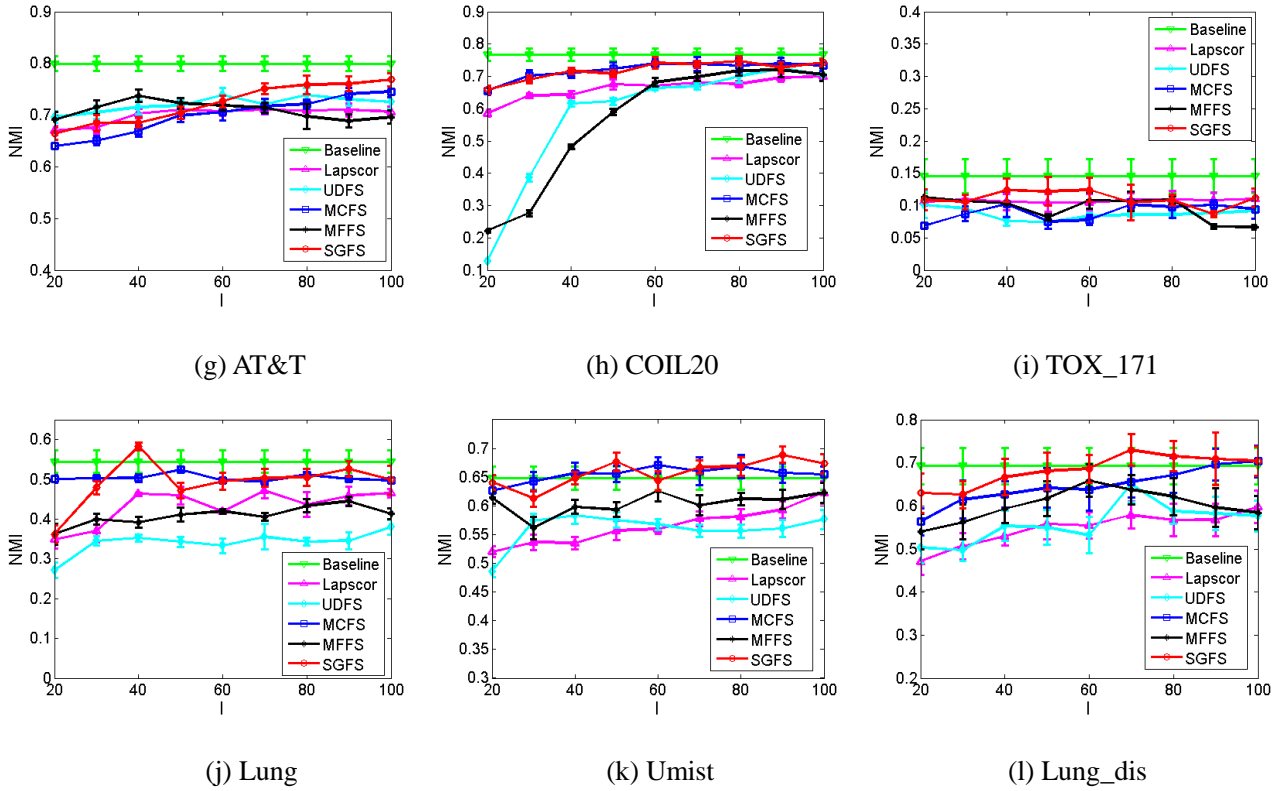 0.9
0.8
0.7
0.6
0.5
0.4
NMI
20 40 60 80 100
l
Baseline
Lapscor
UDFS
MCFS
MFFS
SGFS
(g) AT&T
0.9
0.8
0.7
0.6
0.5
0.4
0.3
0.2
0.1
NMI
20 40 60 80 100
l
Baseline
Lapscor
UDFS
MCFS
MFFS
SGFS
(h) COIL20
0.4
0.35
0.3
0.25
0.2
0.15
0.1
0.05
0
NMI
20 40 60 80 100
l
Baseline
Lapscor
UDFS
MCFS
MFFS
SGFS
(i) TOX_171
0.6
0.5
0.4
0.3
0.2
0.1
0
NMI
20 40 60 80 100
l
Baseline
Lapscor
UDFS
MCFS
MFFS
SGFS
(j) Lung
0.7
0.65
0.6
0.55
0.5
0.45
0.4
0.35
0.3
NMI
20 40 60 80 100
l
Baseline
Lapscor
UDFS
MCFS
MFFS
SGFS
(k) Umist
0.8
0.7
0.6
0.5
0.4
0.3
0.2
NMI
20 40 60 80 100
l
Baseline
Lapscor
UDFS
MCFS
MFFS
SGFS
(l) Lung_dis